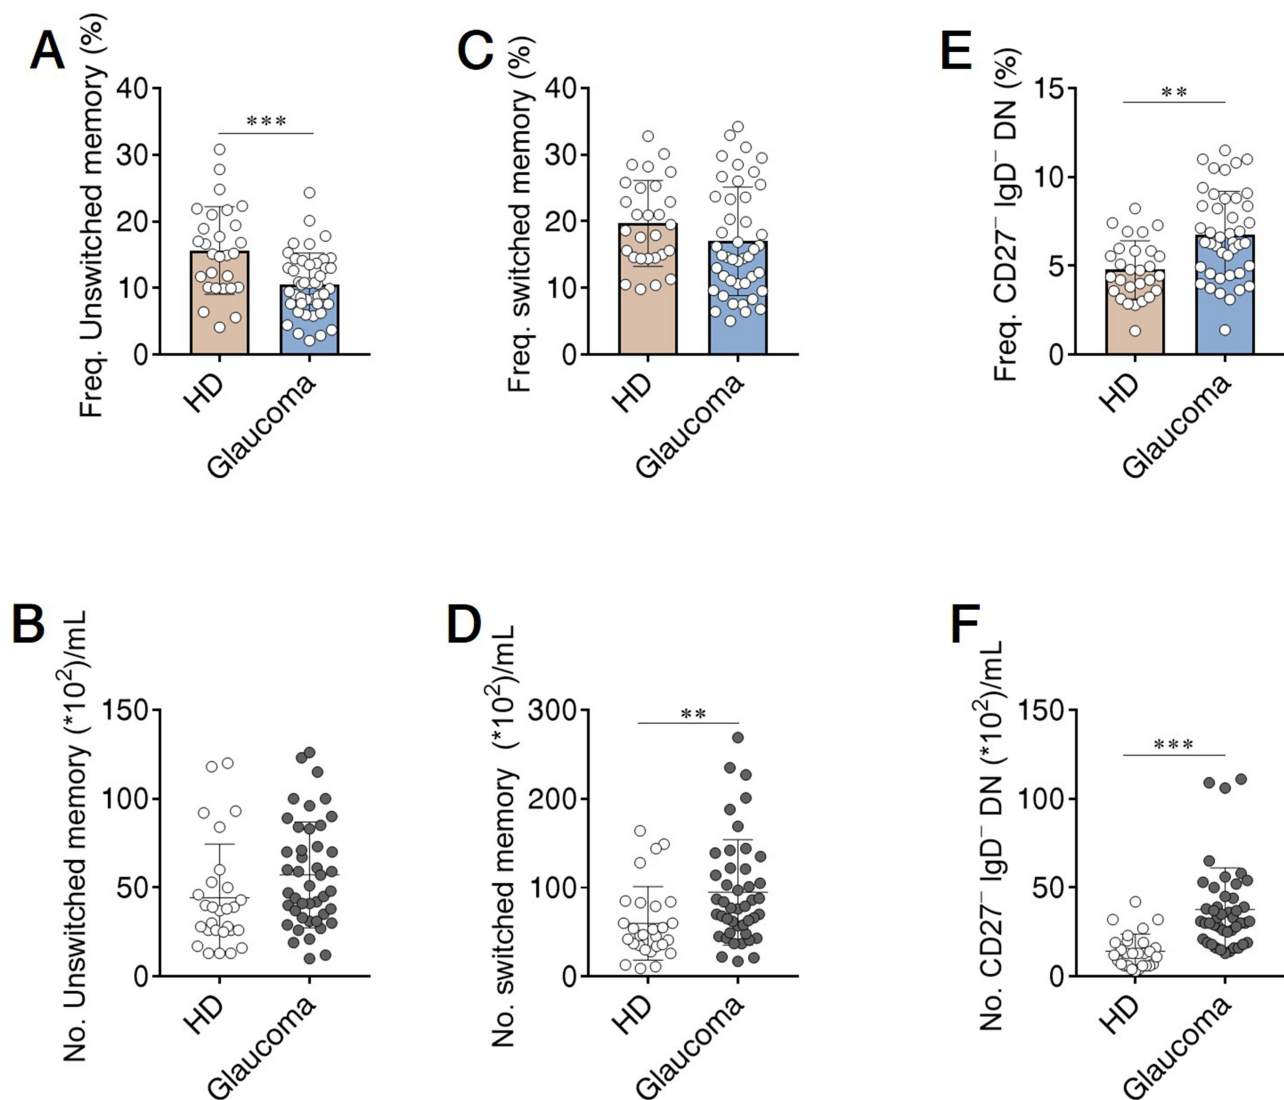 A
Freq. Unswitched memory (%)
40
30
20
10
0
***
HD
Glaucoma
C
Freq. switched memory (%)
40
30
20
10
0
HD
Glaucoma
E
Freq. CD27⁻ IgD⁻ DN (%)
15
10
5
0
**
HD
Glaucoma
B
No. Unswitched memory (*10²)/mL
150
100
50
0
HD
Glaucoma
D
No. switched memory (*10²)/mL
300
200
100
0
**
HD
Glaucoma
F
No. CD27⁻ IgD⁻ DN (*10²)/mL
150
100
50
0
***
HD
Glaucoma